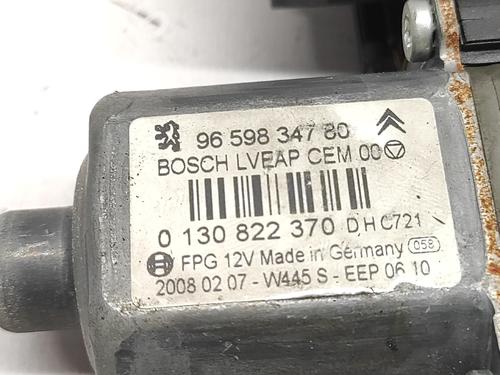 96 598 347 80
BOSCH LVEAP CEM 00
0 130 822 370 DHC721
FPG 12V Made in Germany 058
2008 02 07 - W445 S - EEP 06 10